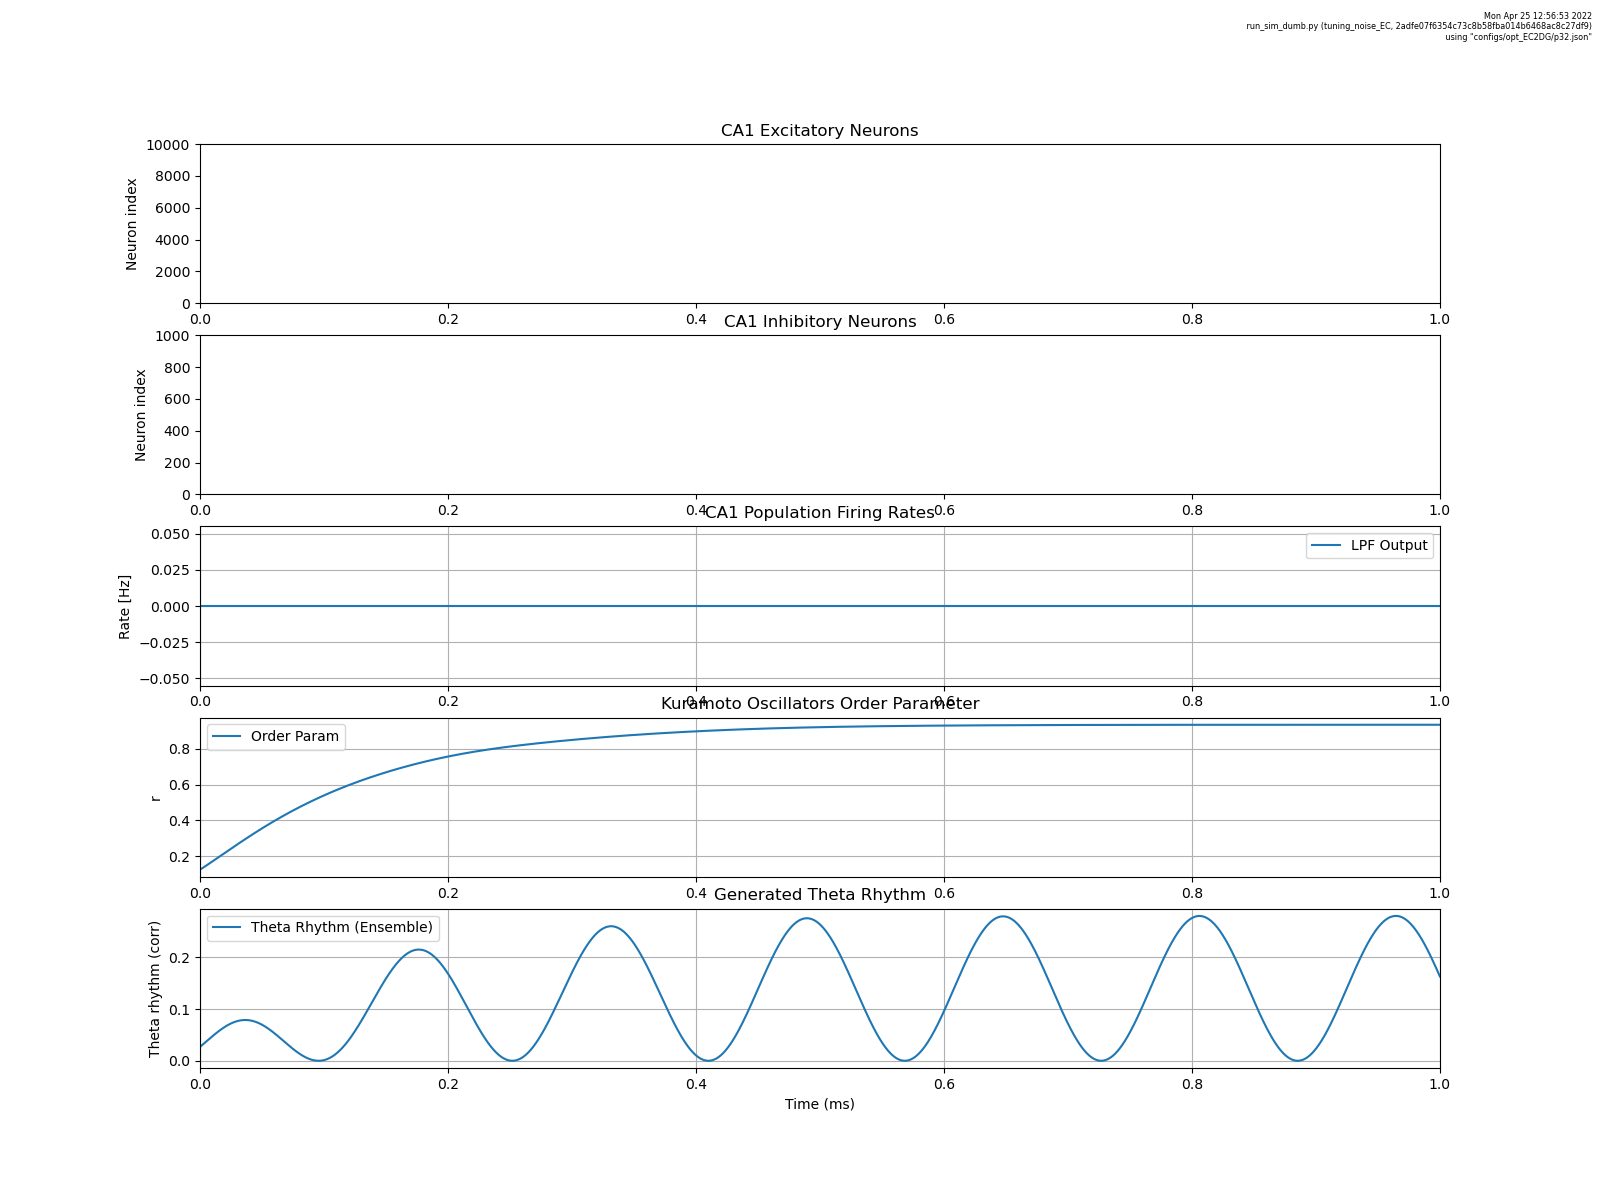 Mon Apr 25 12:56:53 2022
run_sim_dumb.py (tuning_noise_EC, 2adfe07f6354c73c8b58fba014b6468ac8c27df9)
using "configs/opt_EC2DG/p32.json"
CA1 Excitatory Neurons
Neuron index
10000
8000
6000
4000
2000
0
0.0 0.2 0.4 0.6 0.8 1.0
CA1 Inhibitory Neurons
Neuron index
1000
800
600
400
200
0
0.0 0.2 0.4 0.6 0.8 1.0
CA1 Population Firing Rates
Rate [Hz]
LPF Output
0.050
0.025
0.000
−0.025
−0.050
0.0 0.2 0.4 0.6 0.8 1.0
Kuramoto Oscillators Order Parameter
r
Order Param
0.8
0.6
0.4
0.2
0.0 0.2 0.4 0.6 0.8 1.0
Generated Theta Rhythm
Theta rhythm (corr)
Theta Rhythm (Ensemble)
0.2
0.1
0.0
0.0 0.2 0.4 0.6 0.8 1.0
Time (ms)